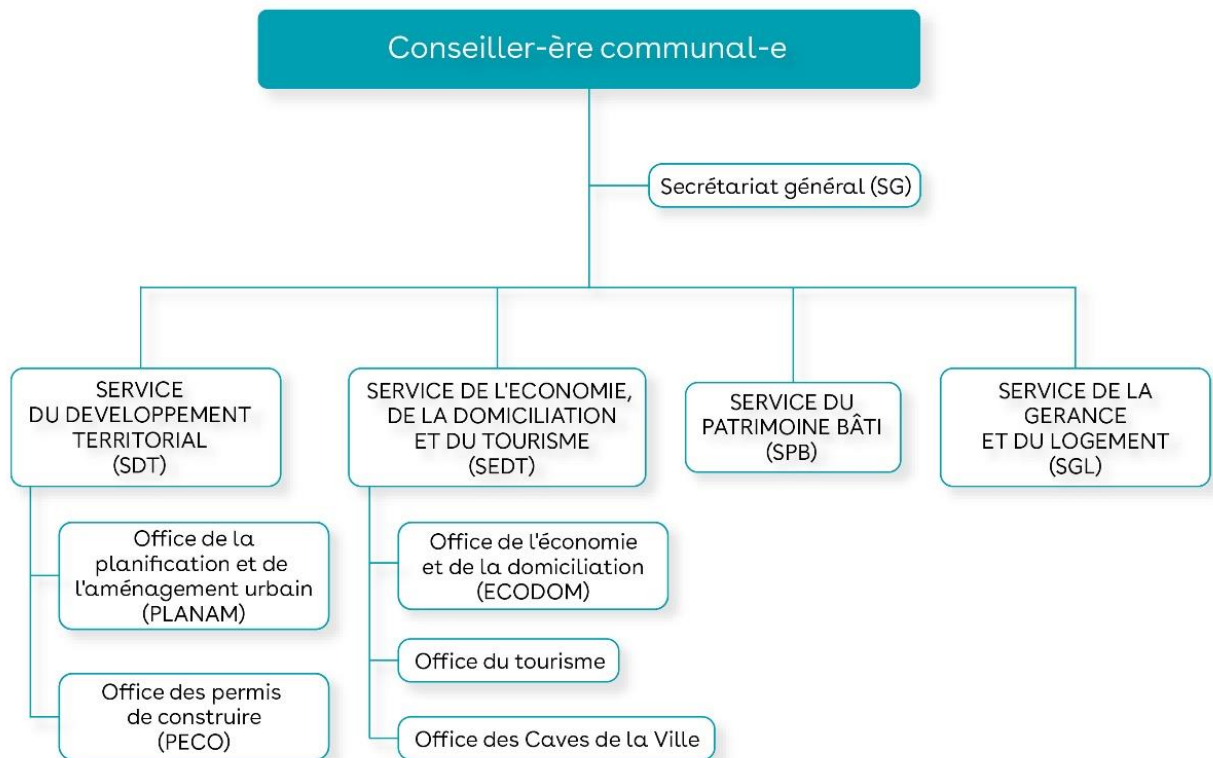 Conseiller-ère communal-e
Secrétariat général (SG)
SERVICE
DU DEVELOPPEMENT
TERRITORIAL
(SDT)
SERVICE DE L'ECONOMIE,
DE LA DOMICILIATION
ET DU TOURISME
(SEDT)
SERVICE DU
PATRIMOINE BÂTI
(SPB)
SERVICE DE LA
GERANCE
ET DU LOGEMENT
(SGL)
Office de la
planification et de
l'aménagement urbain
(PLANAM)
Office des permis
de construire
(PECO)
Office de l'économie
et de la domiciliation
(ECODOM)
Office du tourisme
Office des Caves de la Ville